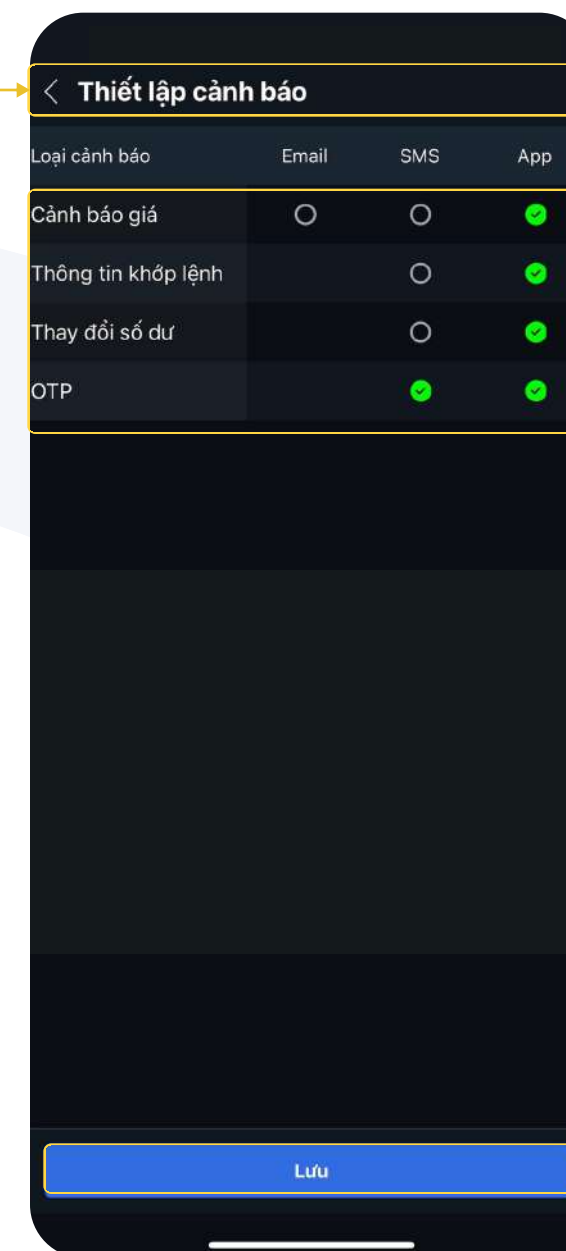 Thiết lập cảnh báo
Loại cảnh báo Email SMS App
Cảnh báo giá
Thông tin khớp lệnh
Thay đổi số dư
OTP
Lưu